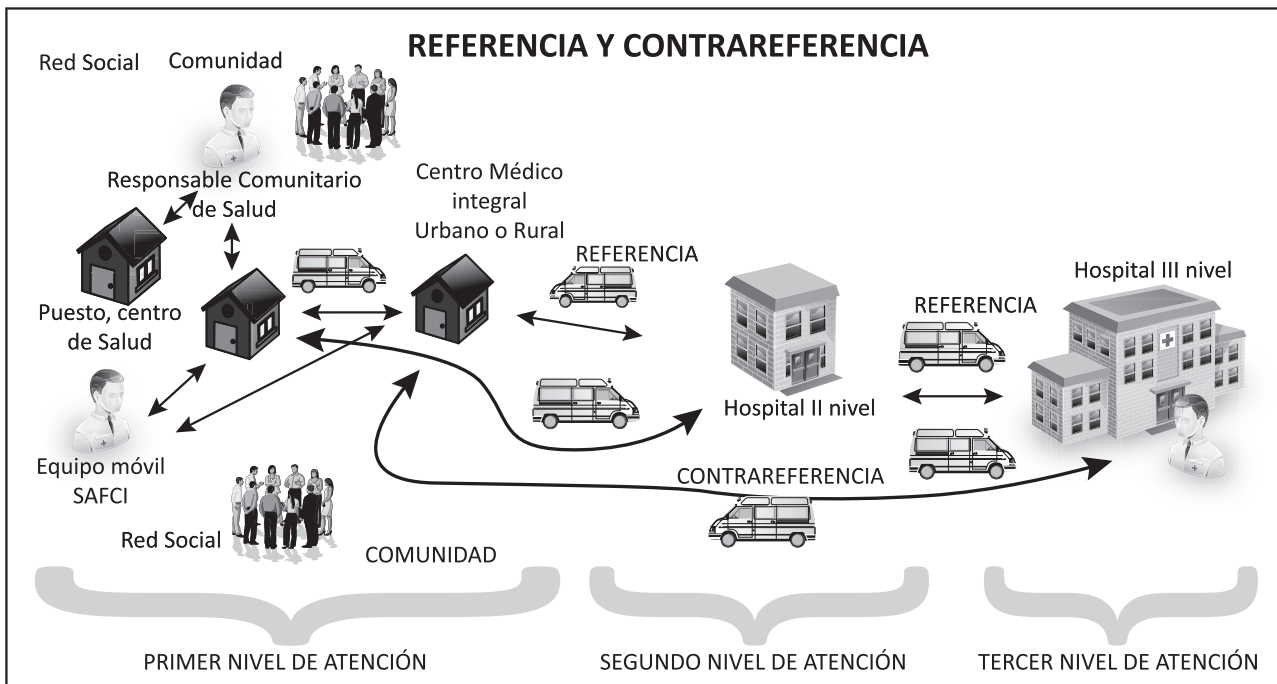 REFERENCIA Y CONTRAREFERENCIA
Red Social
Comunidad
Responsable Comunitario
de Salud
Centro Médico
integral
Urbano o Rural
REFERENCIA
Hospital III nivel
REFERENCIA
Puesto, centro
de Salud
Hospital II nivel
Equipo móvil
SAFCI
CONTRAREFERENCIA
Red Social
COMUNIDAD
PRIMER NIVEL DE ATENCIÓN
SEGUNDO NIVEL DE ATENCIÓN
TERCER NIVEL DE ATENCIÓN